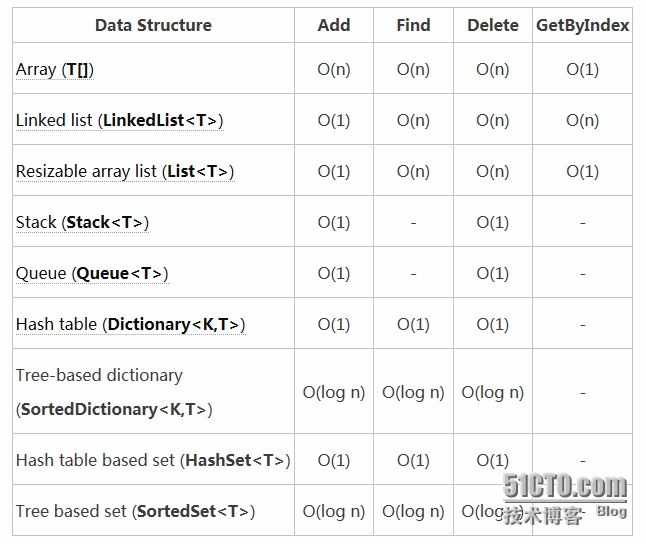 Data Structure Add Find Delete GetByIndex
Array (T[]) O(n) O(n) O(n) O(1)
Linked list (LinkedList<T>) O(1) O(n) O(n) O(n)
Resizable array list (List<T>) O(1) O(n) O(n) O(1)
Stack (Stack<T>) O(1) - O(1) -
Queue (Queue<T>) O(1) - O(1) -
Hash table (Dictionary<K,T>) O(1) O(1) O(1) -
Tree-based dictionary
(SortedDictionary<K,T>) O(log n) O(log n) O(log n) -
Hash table based set (HashSet<T>) O(1) O(1) O(1) -
Tree based set (SortedSet<T>) O(log n) O(log n) O(log n) -
51CTO.com
技术博客 Blog